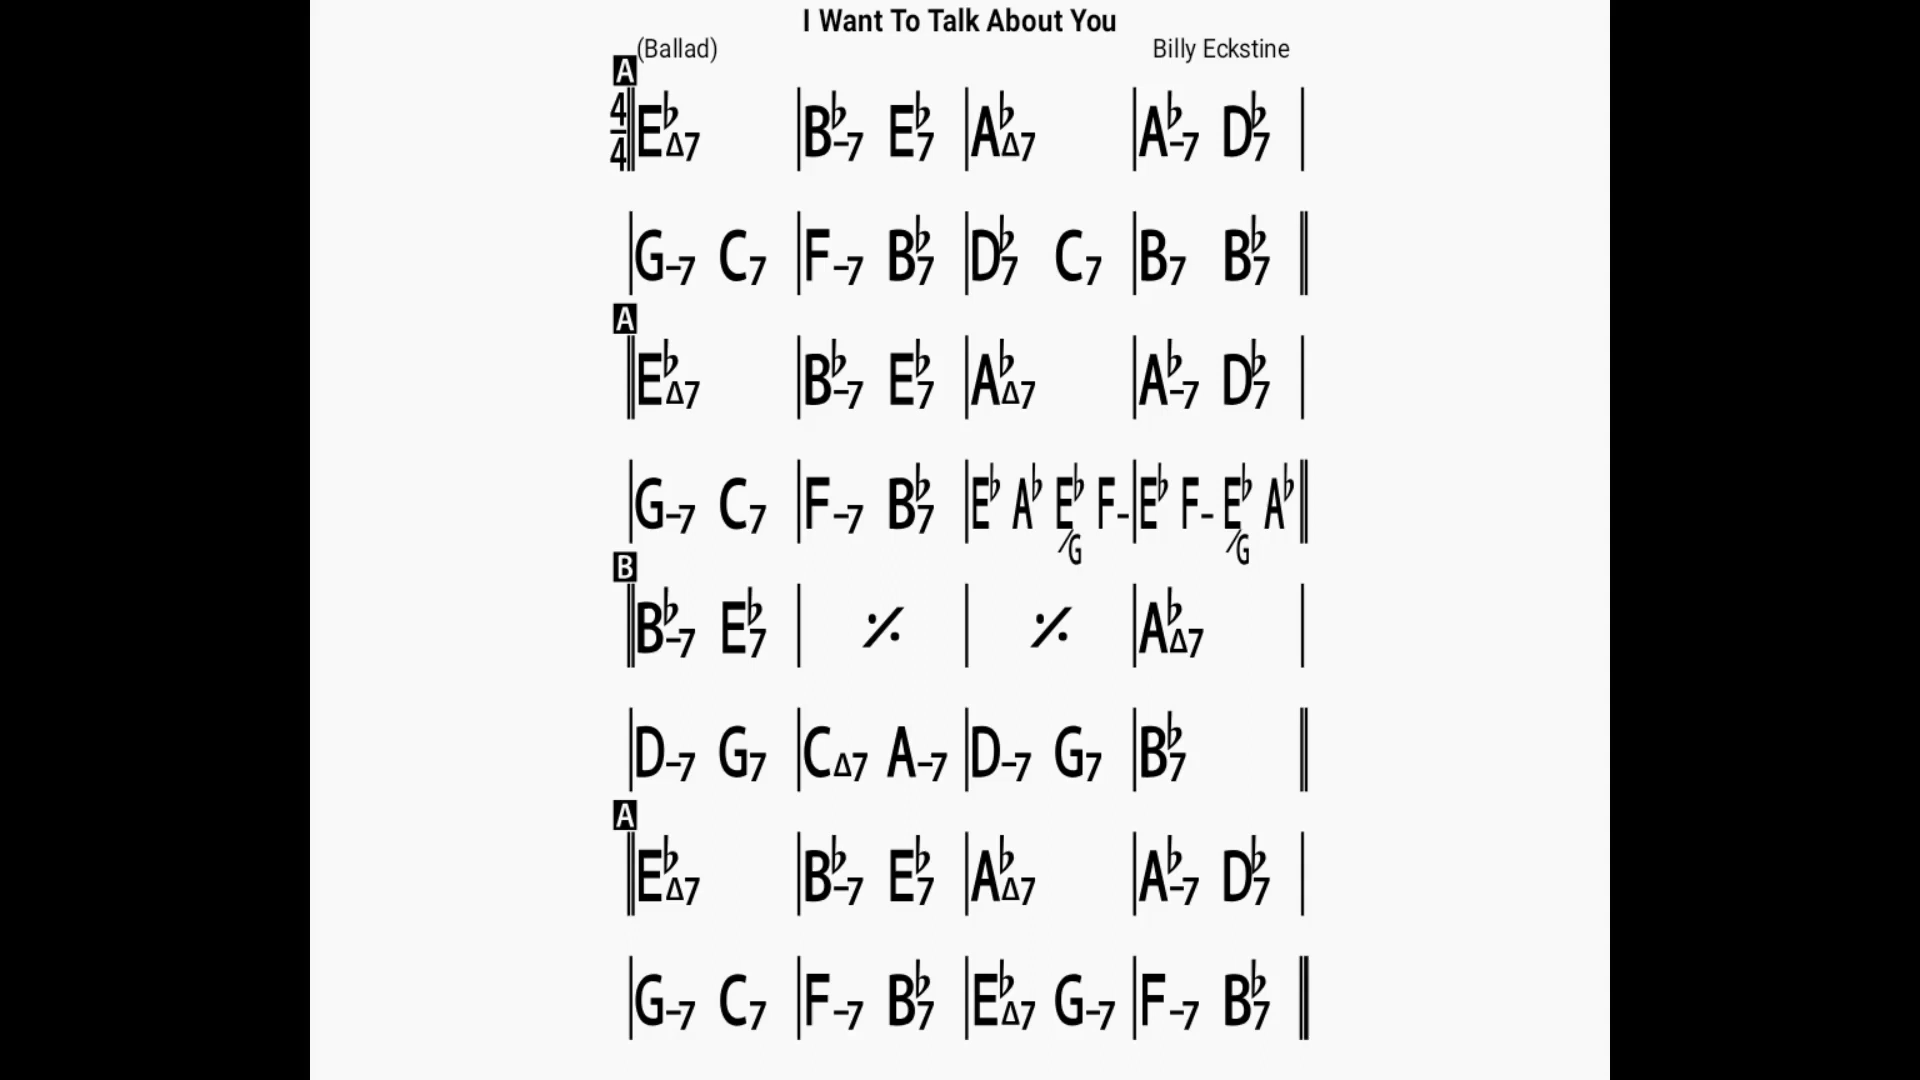 I Want To Talk About You
(Ballad) Billy Eckstine
A
4/4 E♭Δ7 | B♭-7 E♭7 | A♭Δ7 | A♭-7 D♭7 |
G-7 C7 | F-7 B♭7 | D♭7 C7 | B7 B♭7
A
E♭Δ7 | B♭-7 E♭7 | A♭Δ7 | A♭-7 D♭7 |
G-7 C7 | F-7 B♭7 | E♭ A♭ E♭/G F- | E♭ F- E♭/G A♭
B
B♭-7 E♭7 | 𝄎 | 𝄎 | A♭Δ7 |
D-7 G7 | CΔ7 A-7 | D-7 G7 | B♭7
A
E♭Δ7 | B♭-7 E♭7 | A♭Δ7 | A♭-7 D♭7 |
G-7 C7 | F-7 B♭7 | E♭Δ7 G-7 | F-7 B♭7